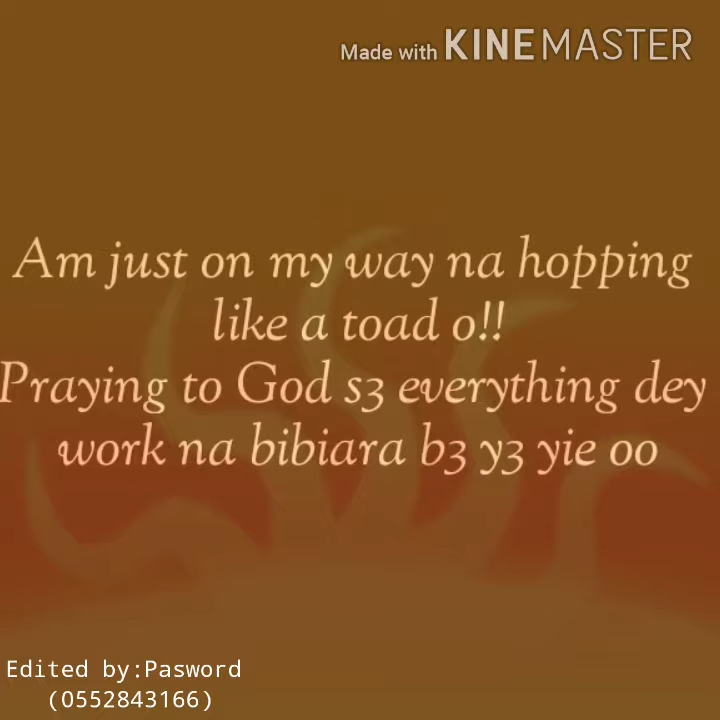 Made with KINEMASTER
Am just on my way na hopping
like a toad o!!
Praying to God s3 everything dey
work na bibiara b3 y3 yie oo
Edited by:Pasword
(0552843166)